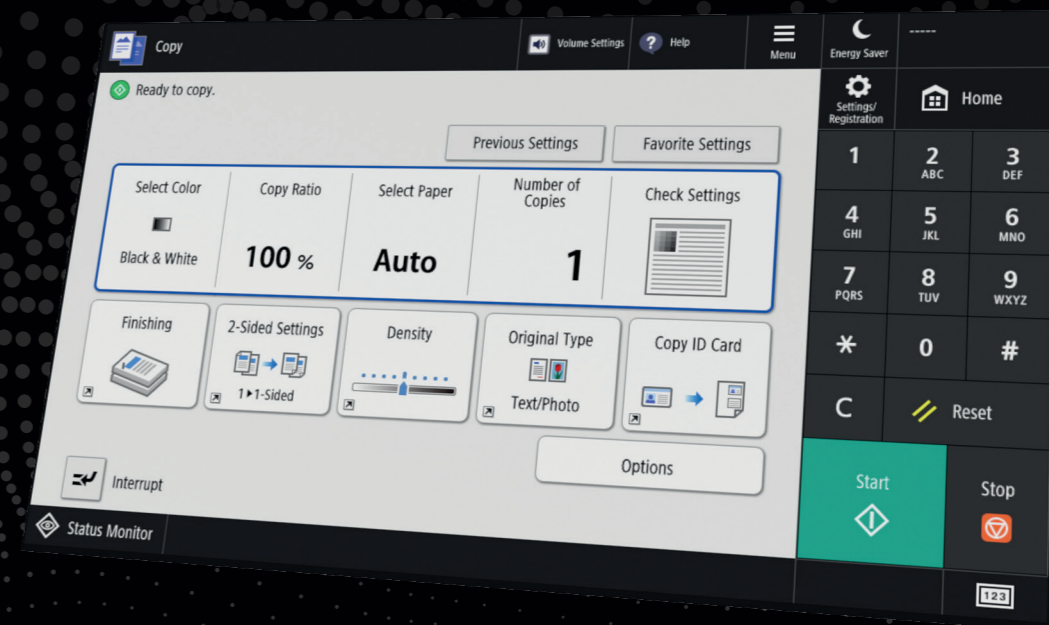 Copy
Volume Settings
Help
Menu
Energy Saver
-----
Ready to copy.
Settings/
Registration
Home
Previous Settings
Favorite Settings
Select Color
Black & White
Copy Ratio
100 %
Select Paper
Auto
Number of
Copies
1
Check Settings
Finishing
2-Sided Settings
1▶1-Sided
Density
Original Type
Text/Photo
Copy ID Card
Options
Interrupt
Status Monitor
1
2
ABC
3
DEF
4
GHI
5
JKL
6
MNO
7
PQRS
8
TUV
9
WXYZ
*
0
#
C
Reset
Start
Stop
123